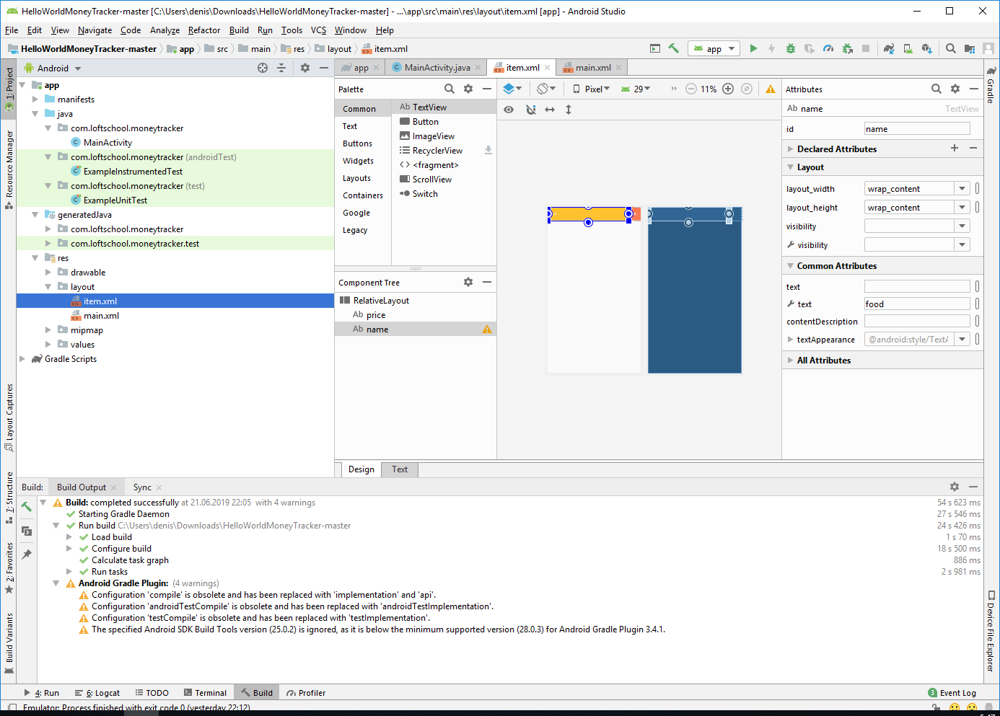 HelloWorldMoneyTracker-master [C:\Users\denis\Downloads\HelloWorldMoneyTracker-master] - ...\app\src\main\res\layout\item.xml [app] - Android Studio
File Edit View Navigate Code Analyze Refactor Build Run Tools VCS Window Help
HelloWorldMoneyTracker-master app src main res layout item.xml app
1: Project
Resource Manager
Layout Captures
7: Structure
2: Favorites
Build Variants
Android
app
manifests
java
com.loftschool.moneytracker
MainActivity
com.loftschool.moneytracker (androidTest)
ExampleInstrumentedTest
com.loftschool.moneytracker (test)
ExampleUnitTest
generatedJava
com.loftschool.moneytracker
com.loftschool.moneytracker.test
res
drawable
layout
item.xml
main.xml
mipmap
values
Gradle Scripts
app MainActivity.java item.xml main.xml
Palette
Common
Text
Buttons
Widgets
Layouts
Containers
Google
Legacy
Ab TextView
Button
ImageView
RecyclerView
<fragment>
ScrollView
Switch
Component Tree
RelativeLayout
Ab price
Ab name
Pixel 29 » 11%
Design Text
Attributes
Ab name TextView
id name
Declared Attributes
Layout
layout_width wrap_content
layout_height wrap_content
visibility
visibility
Common Attributes
text
text food
contentDescription
textAppearance @android:style/TextA
All Attributes
Gradle
Device File Explorer
Build: Build Output Sync
Build: completed successfully at 21.06.2019 22:05 with 4 warnings 54 s 623 ms
Starting Gradle Daemon 27 s 546 ms
Run build C:\Users\denis\Downloads\HelloWorldMoneyTracker-master 24 s 426 ms
Load build 1 s 70 ms
Configure build 18 s 500 ms
Calculate task graph 886 ms
Run tasks 2 s 981 ms
Android Gradle Plugin: (4 warnings)
Configuration 'compile' is obsolete and has been replaced with 'implementation' and 'api'.
Configuration 'androidTestCompile' is obsolete and has been replaced with 'androidTestImplementation'.
Configuration 'testCompile' is obsolete and has been replaced with 'testImplementation'.
The specified Android SDK Build Tools version (25.0.2) is ignored, as it is below the minimum supported version (28.0.3) for Android Gradle Plugin 3.4.1.
4: Run 6: Logcat TODO Terminal Build Profiler 3 Event Log
Emulator: Process finished with exit code 0 (yesterday 22:12)